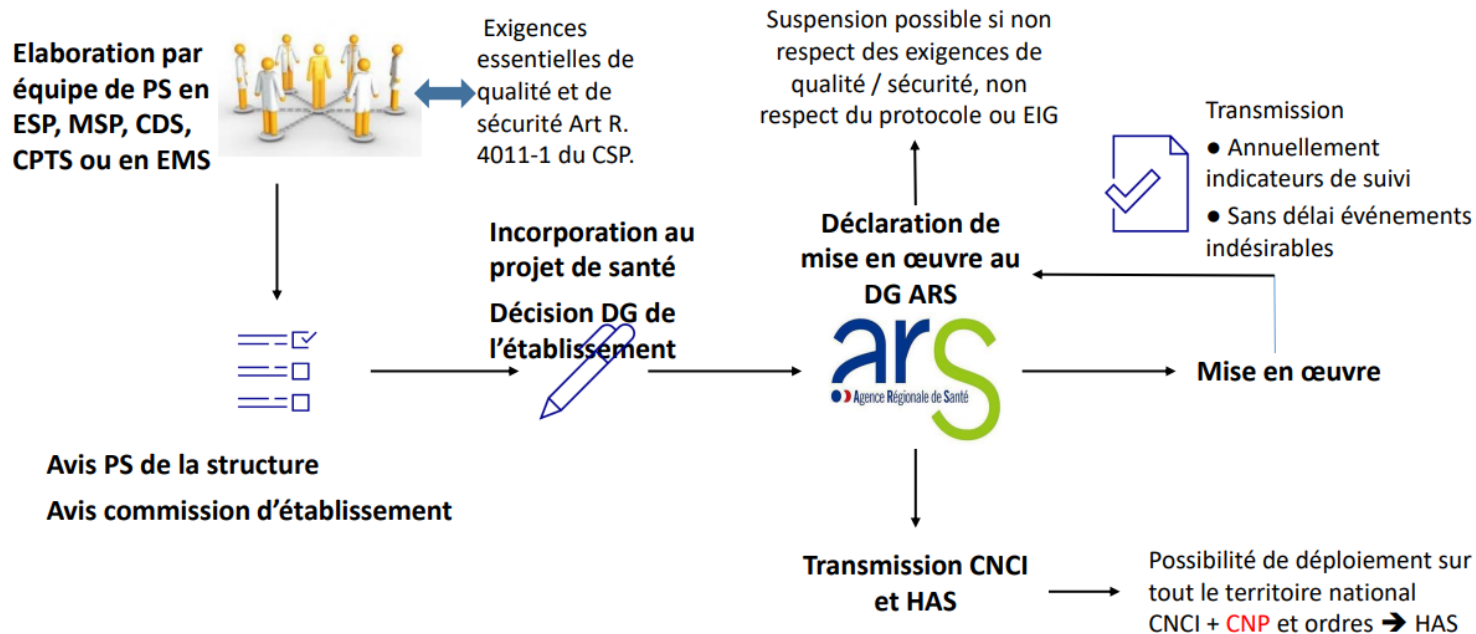 Elaboration par
équipe de PS en
ESP, MSP, CDS,
CPTS ou en EMS
Exigences
essentielles de
qualité et de
sécurité Art R.
4011-1 du CSP.
Suspension possible si non
respect des exigences de
qualité / sécurité, non
respect du protocole ou EIG
Transmission
● Annuellement
indicateurs de suivi
● Sans délai événements
indésirables
Incorporation au
projet de santé
Décision DG de
l'établissement
Déclaration de
mise en œuvre au
DG ARS
ars
Agence Régionale de Santé
Mise en œuvre
Avis PS de la structure
Avis commission d'établissement
Transmission CNCI
et HAS
Possibilité de déploiement sur
tout le territoire national
CNCI + CNP et ordres ➔ HAS